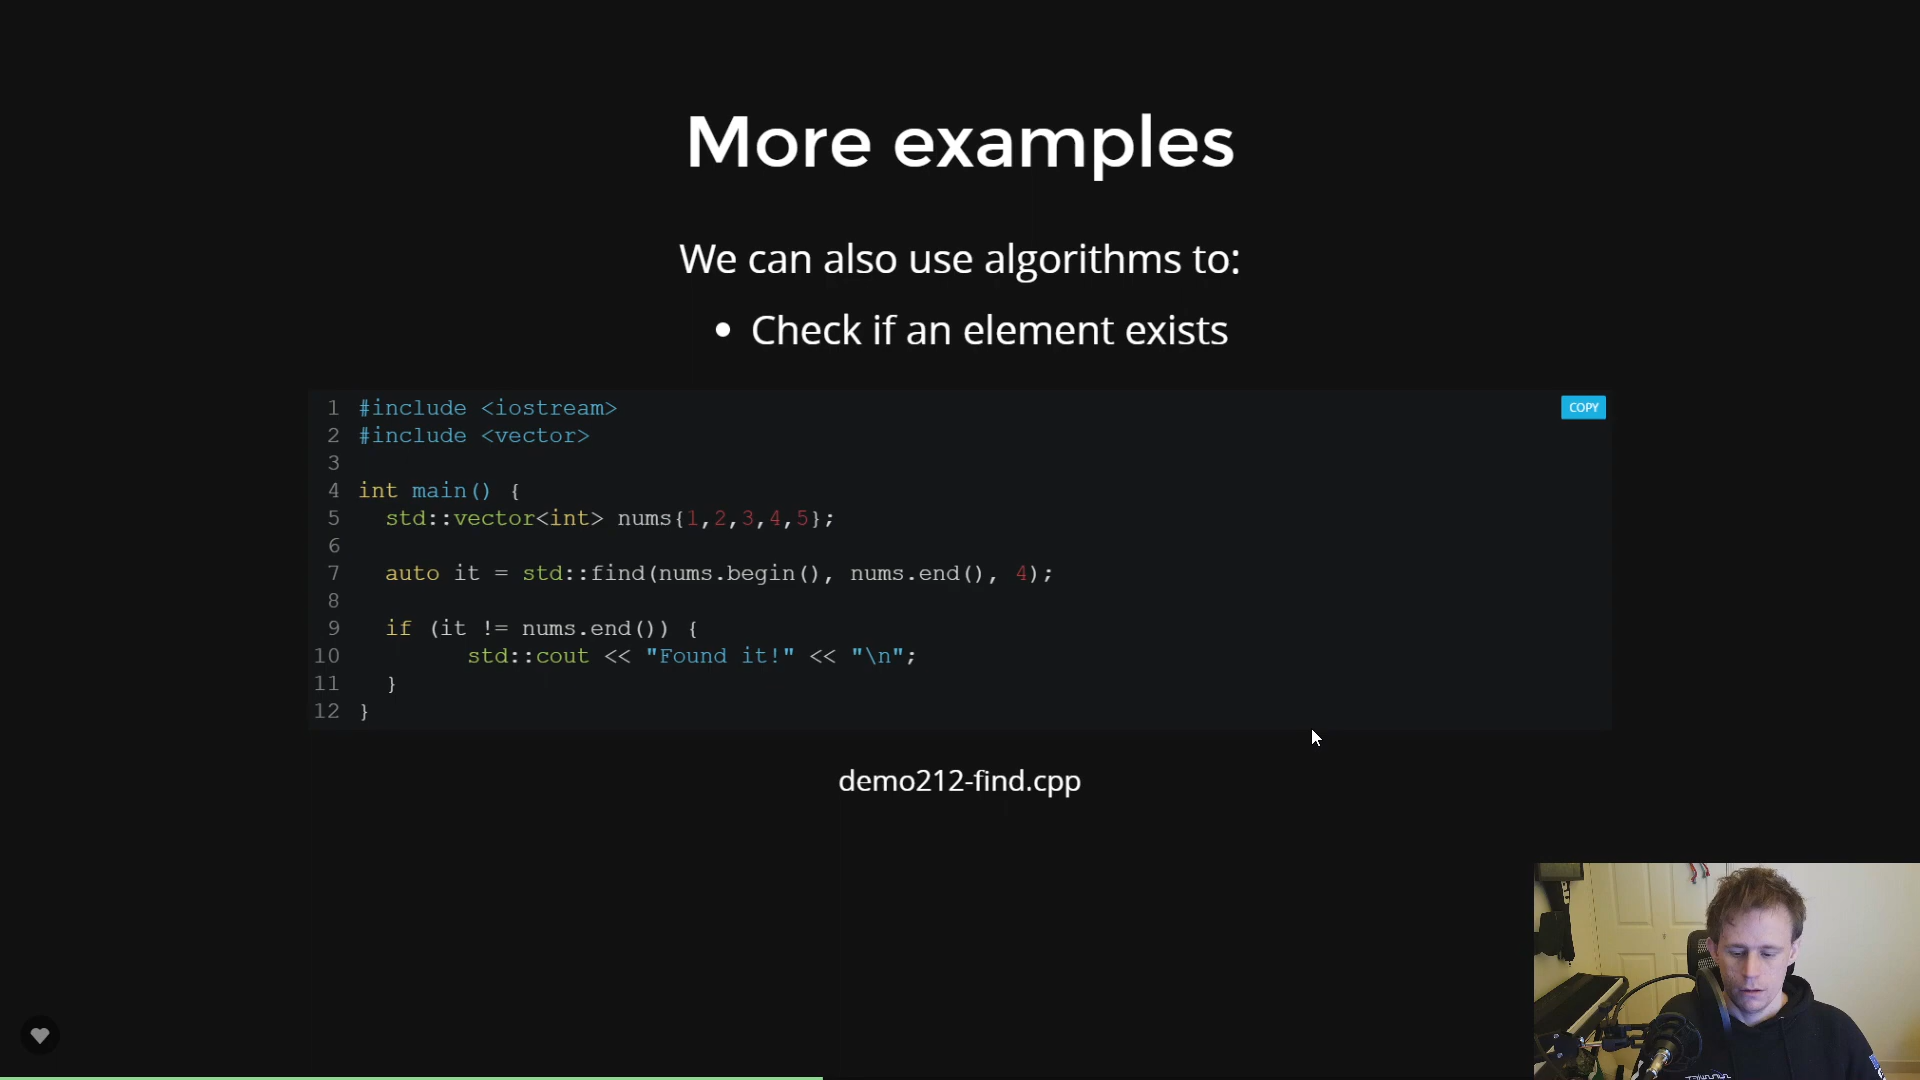 More examples
We can also use algorithms to:
• Check if an element exists
COPY
1 #include <iostream>
2 #include <vector>
3
4 int main() {
5   std::vector<int> nums{1,2,3,4,5};
6
7   auto it = std::find(nums.begin(), nums.end(), 4);
8
9   if (it != nums.end()) {
10         std::cout << "Found it!" << "\n";
11   }
12 }
demo212-find.cpp